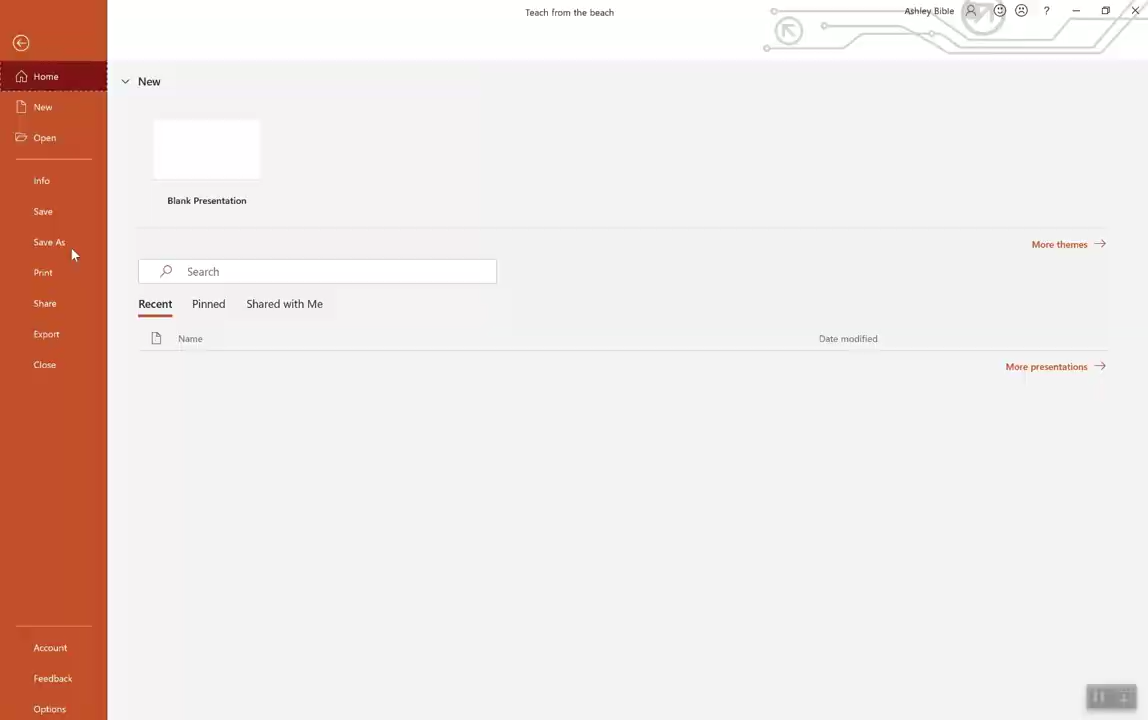 Teach from the beach
Ashley Bible
?
Home
New
Open
Info
Save
Save As
Print
Share
Export
Close
Account
Feedback
Options
New
Blank Presentation
More themes
Search
Recent Pinned Shared with Me
Name Date modified
More presentations